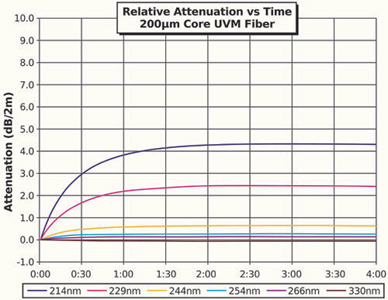 Relative Attenuation vs Time
200µm Core UVM Fiber
Attenuation (dB/2m)
10.0
9.0
8.0
7.0
6.0
5.0
4.0
3.0
2.0
1.0
0.0
-1.0
0:00 0:30 1:00 1:30 2:00 2:30 3:00 3:30 4:00
214nm 229nm 244nm 254nm 266nm 330nm